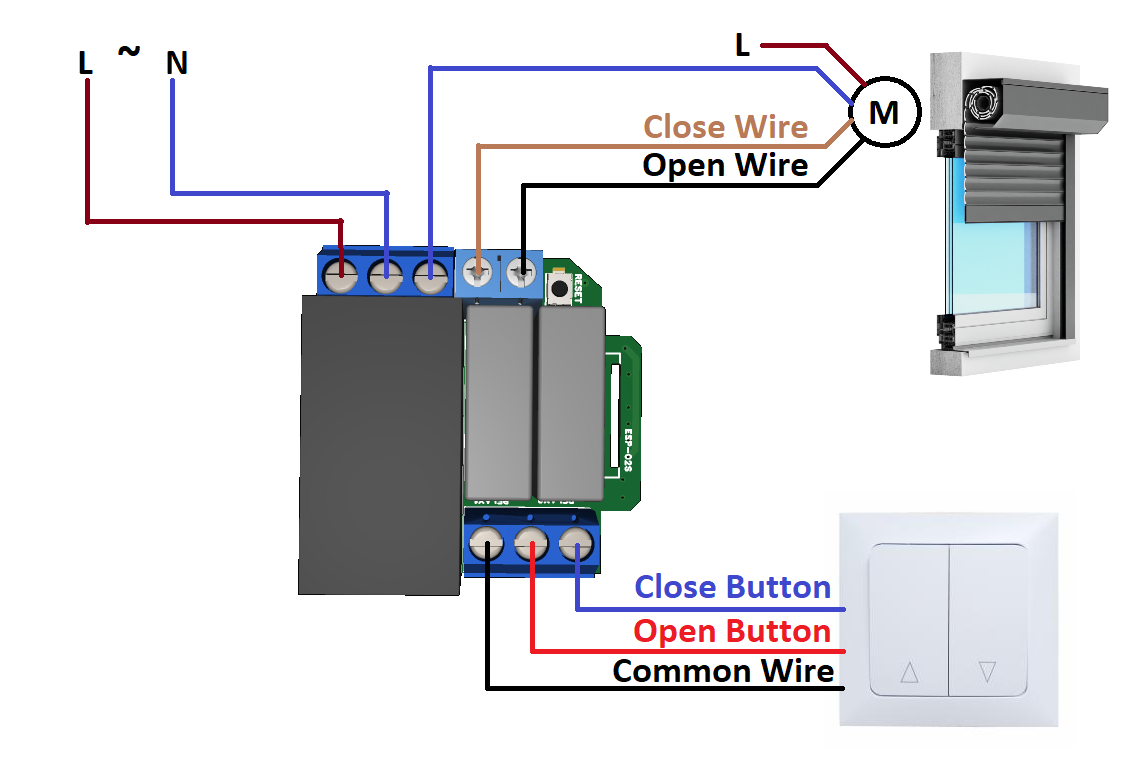 L ~ N
L
M
Close Wire
Open Wire
RESET
ESP-02S
Close Button
Open Button
Common Wire